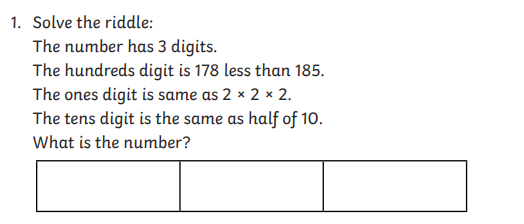 1. Solve the riddle:
The number has 3 digits.
The hundreds digit is 178 less than 185.
The ones digit is same as 2 × 2 × 2.
The tens digit is the same as half of 10.
What is the number?